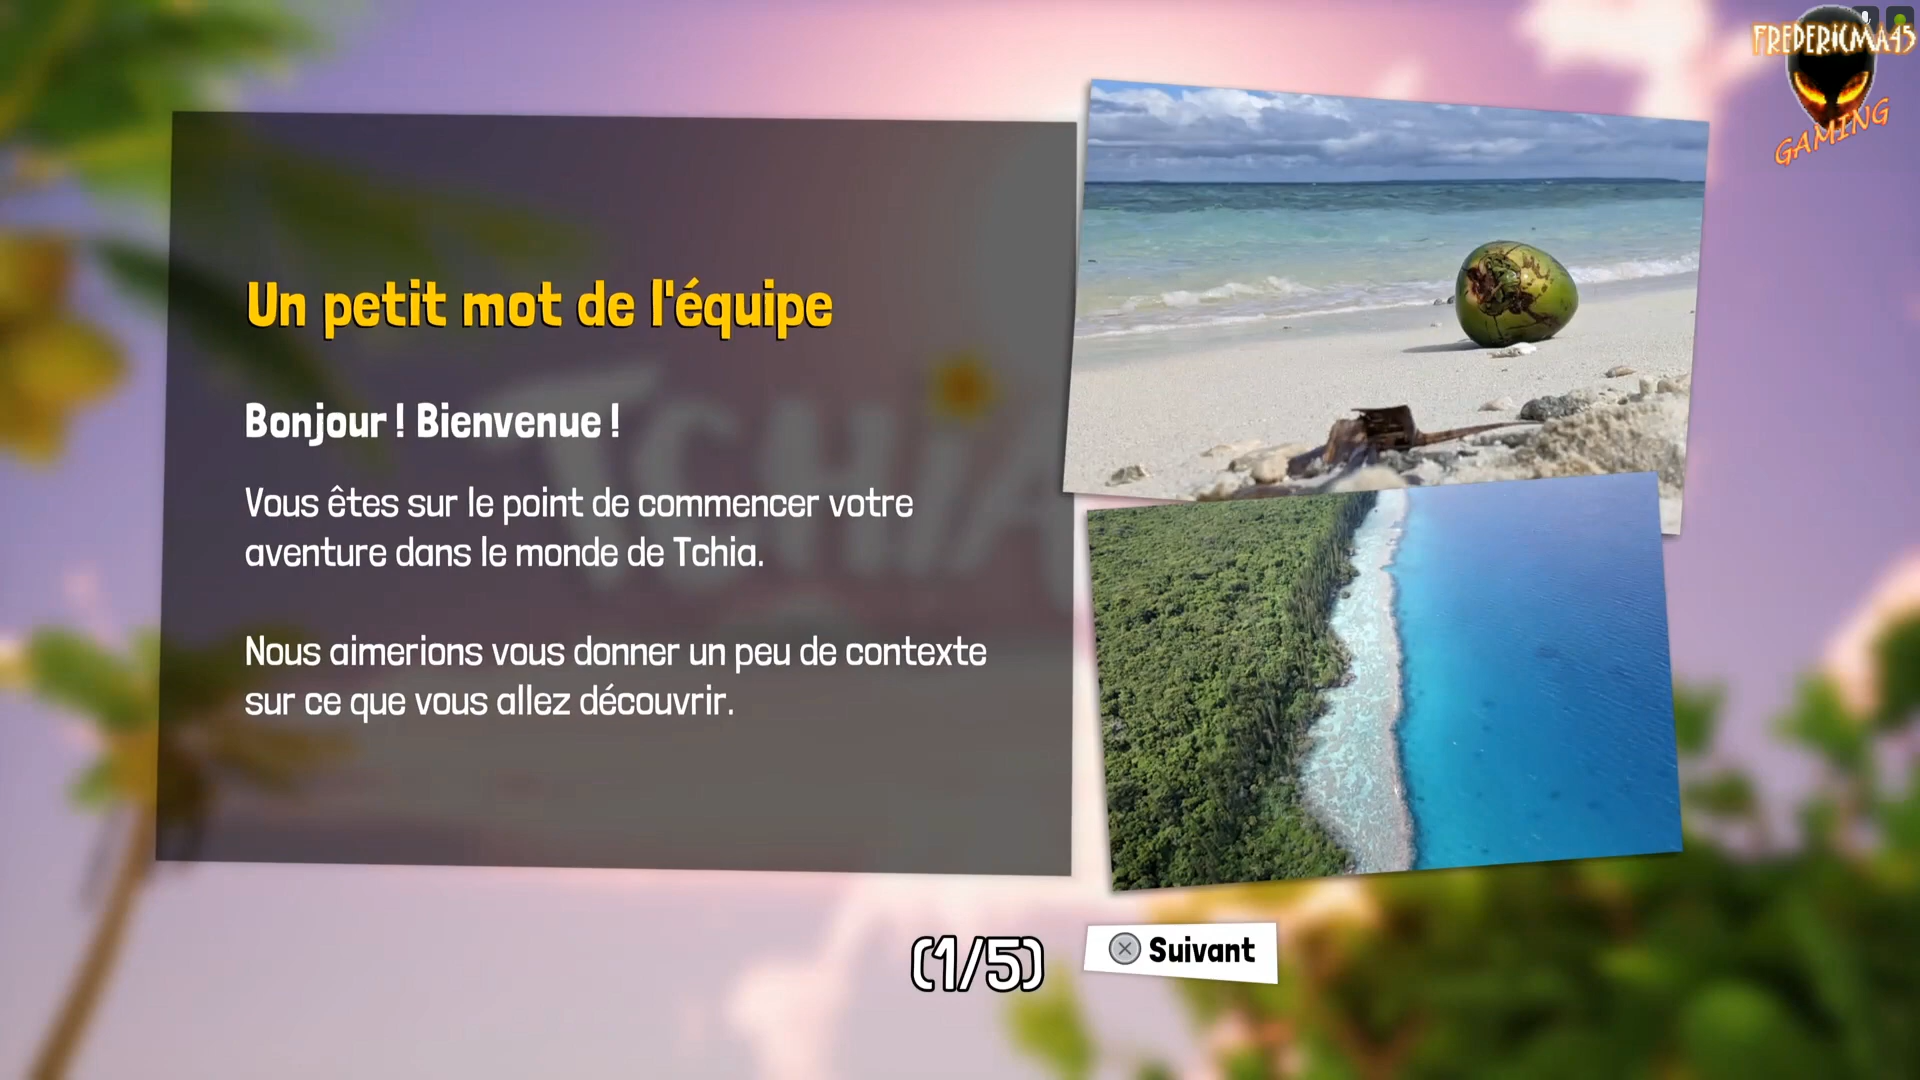 FREDERICMA45
GAMING
Un petit mot de l'équipe
Bonjour ! Bienvenue !
Vous êtes sur le point de commencer votre
aventure dans le monde de Tchia.
Nous aimerions vous donner un peu de contexte
sur ce que vous allez découvrir.
TCHIA
(1/5)
Suivant